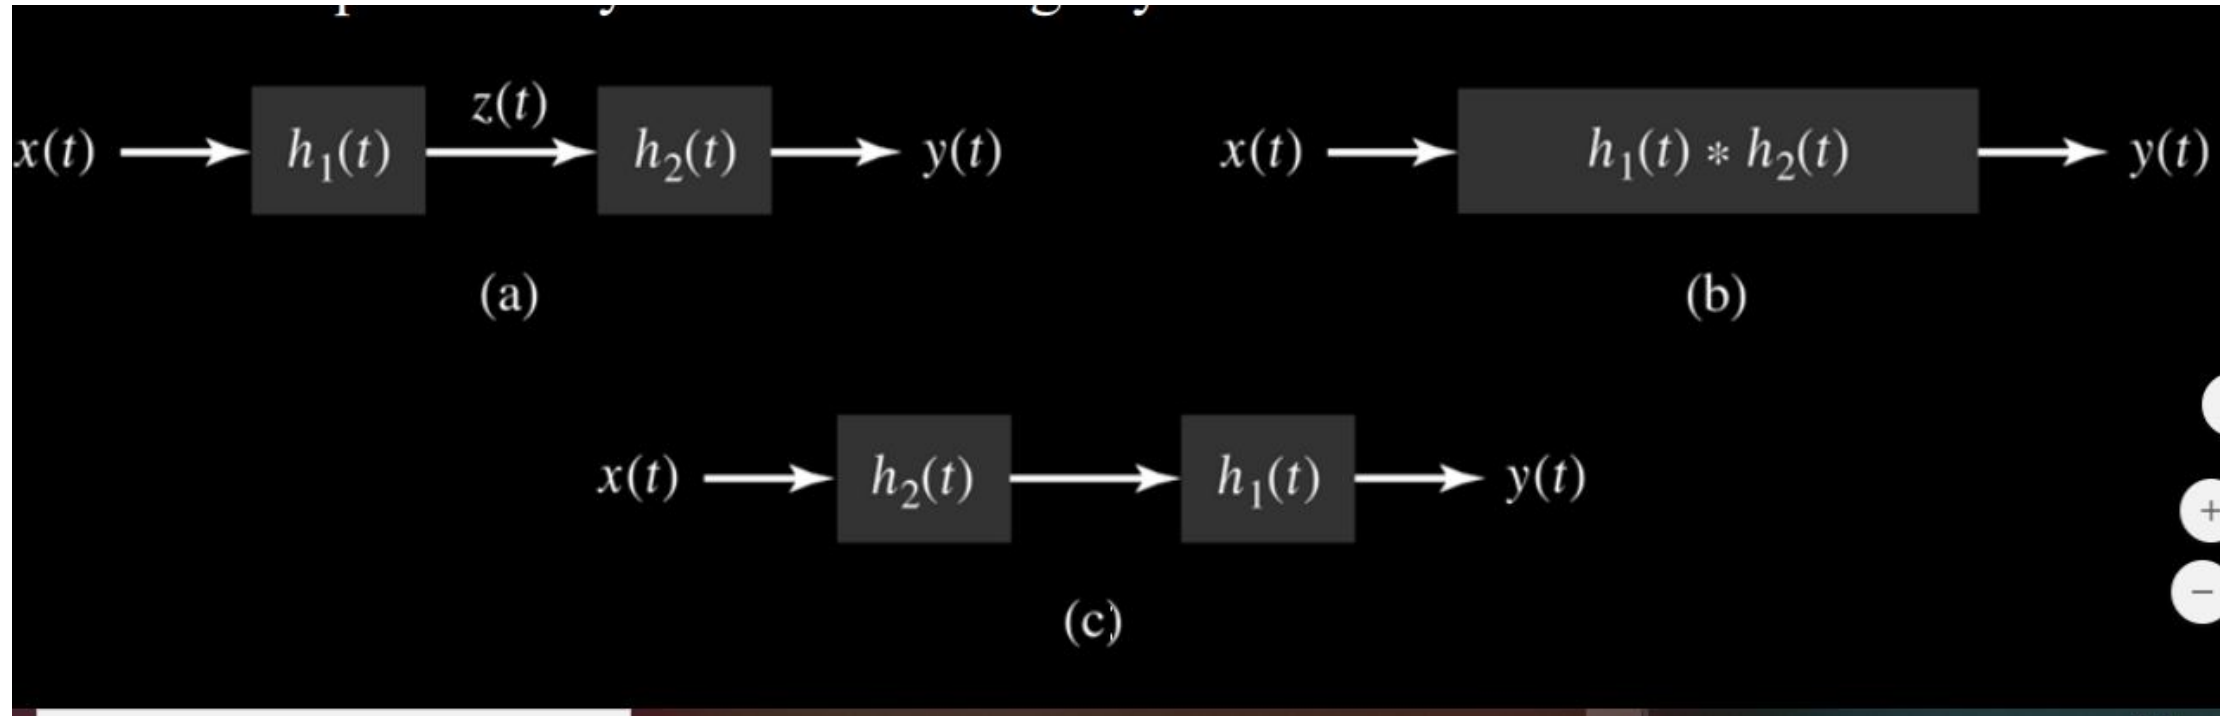 x(t) h₁(t) z(t) h₂(t) y(t)
(a)
x(t) h₁(t) * h₂(t) y(t)
(b)
x(t) h₂(t) h₁(t) y(t)
(c)
+
−